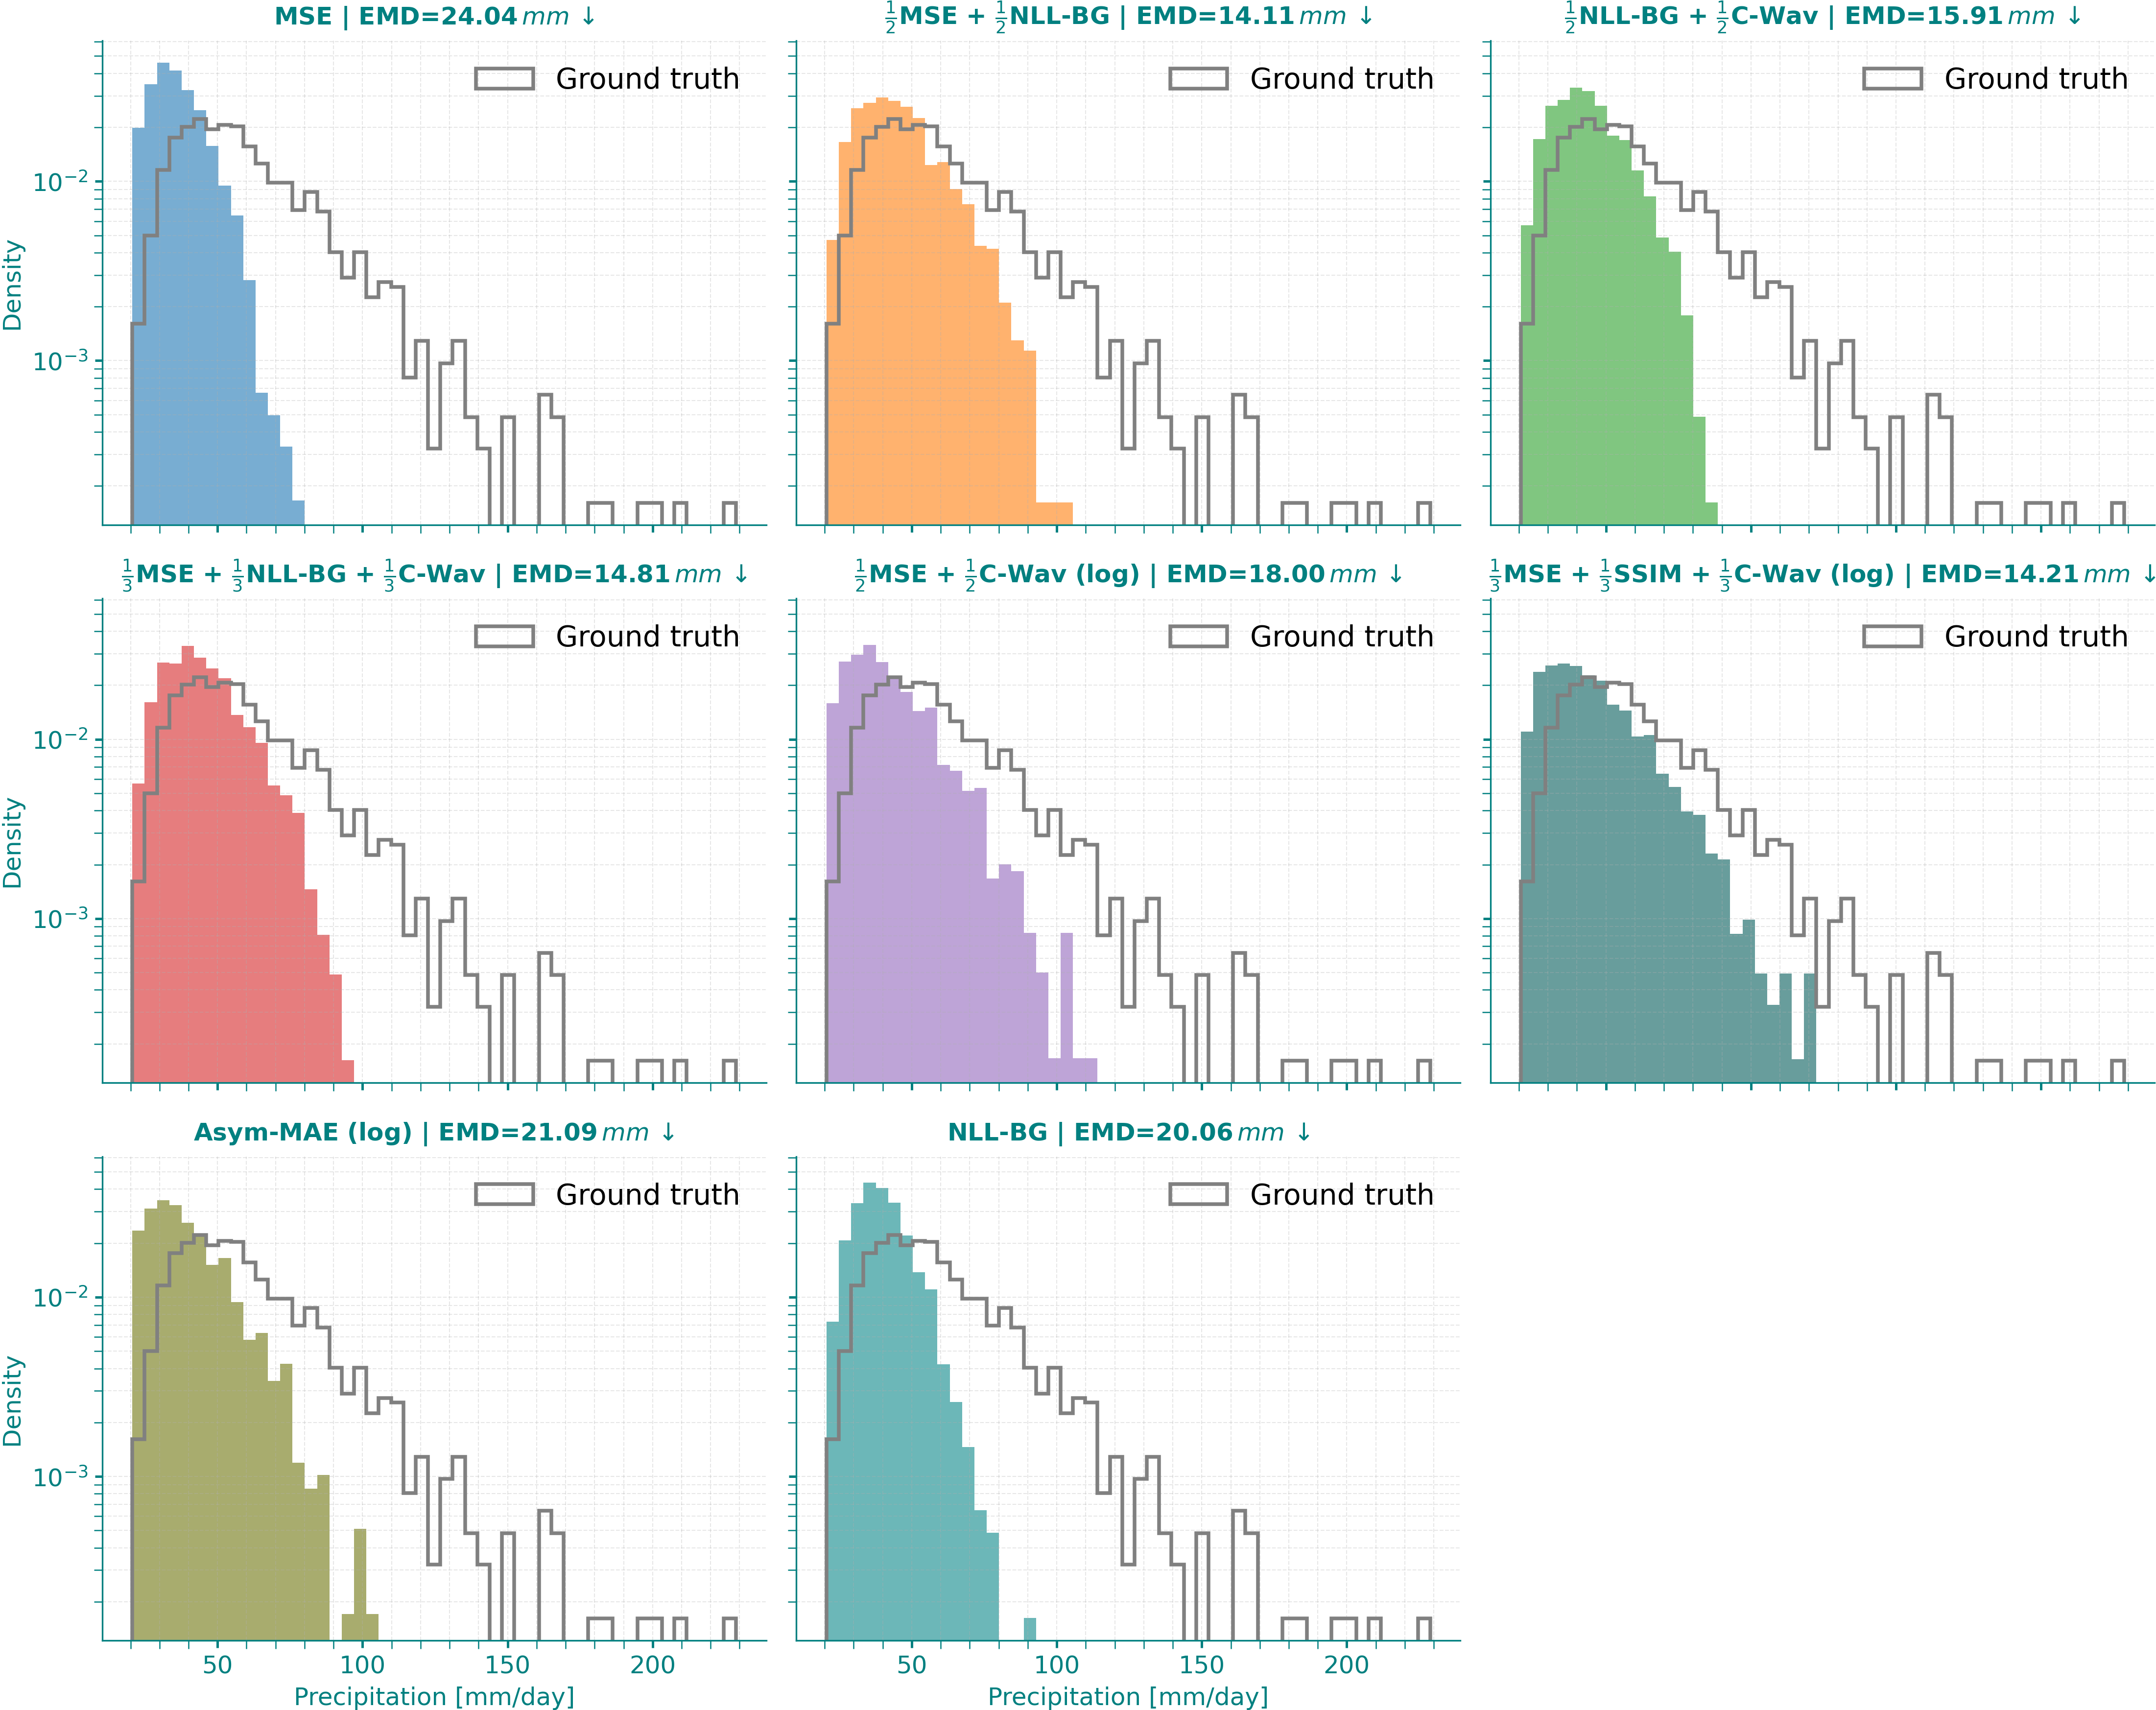 MSE | EMD=24.04 mm ↓
½MSE + ½NLL-BG | EMD=14.11 mm ↓
½NLL-BG + ½C-Wav | EMD=15.91 mm ↓
Ground truth
Ground truth
Ground truth
Density
10⁻²
10⁻³
⅓MSE + ⅓NLL-BG + ⅓C-Wav | EMD=14.81 mm ↓
½MSE + ½C-Wav (log) | EMD=18.00 mm ↓
⅓MSE + ⅓SSIM + ⅓C-Wav (log) | EMD=14.21 mm ↓
Ground truth
Ground truth
Ground truth
Density
10⁻²
10⁻³
Asym-MAE (log) | EMD=21.09 mm ↓
NLL-BG | EMD=20.06 mm ↓
Ground truth
Ground truth
Density
10⁻²
10⁻³
50 100 150 200
50 100 150 200
Precipitation [mm/day]
Precipitation [mm/day]